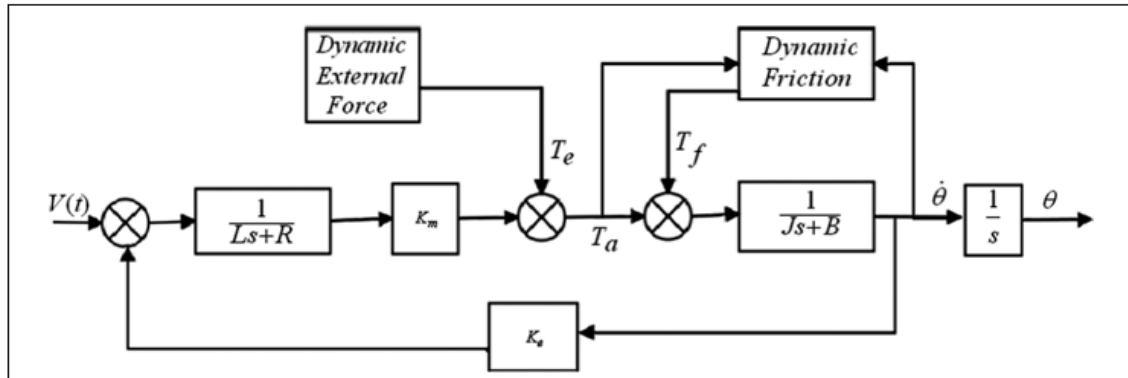 Dynamic
External
Force
Dynamic
Friction
T_e
T_f
V(t)
1
Ls+R
K_m
T_a
1
Js+B
θ̇
1
s
θ
K_e